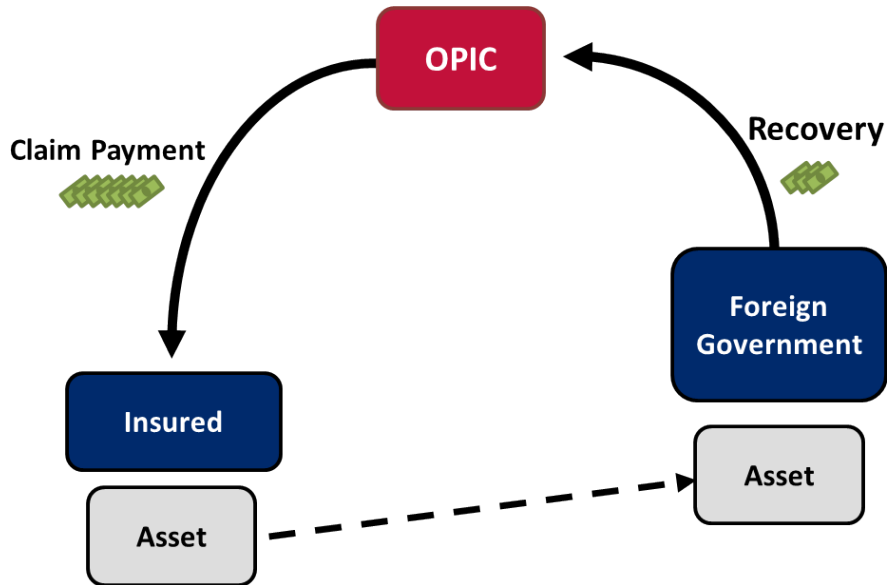 OPIC
Claim Payment
Recovery
Foreign
Government
Insured
Asset
Asset